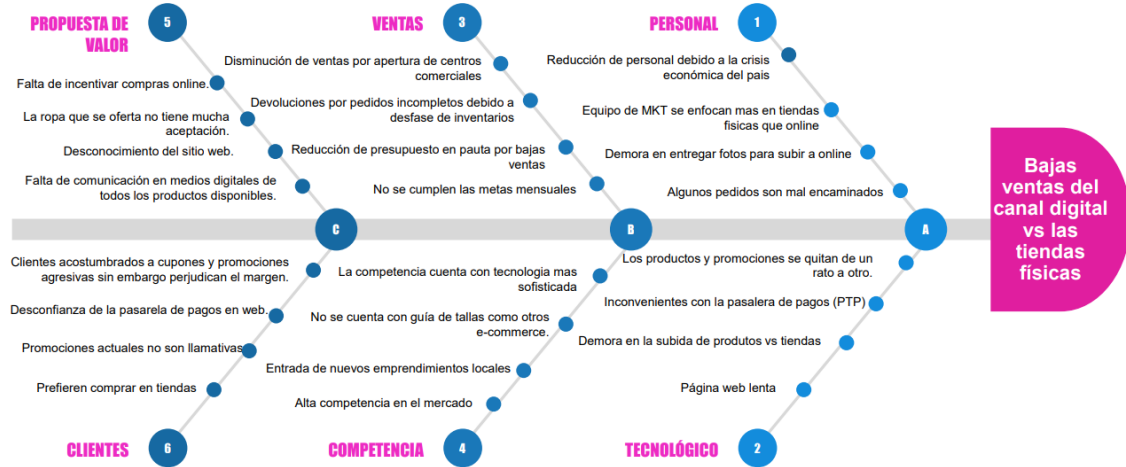 PROPUESTA DE
VALOR
5
Falta de incentivar compras online.
La ropa que se oferta no tiene mucha
aceptación.
Desconocimiento del sitio web.
Falta de comunicación en medios digitales de
todos los productos disponibles.
VENTAS
3
Disminución de ventas por apertura de centros
comerciales
Devoluciones por pedidos incompletos debido a
desfase de inventarios
Reducción de presupuesto en pauta por bajas
ventas
No se cumplen las metas mensuales
PERSONAL
1
Reducción de personal debido a la crisis
económica del pais
Equipo de MKT se enfocan mas en tiendas
fisicas que online
Demora en entregar fotos para subir a online
Algunos pedidos son mal encaminados
C
B
A
Bajas
ventas del
canal digital
vs las
tiendas
físicas
Clientes acostumbrados a cupones y promociones
agresivas sin embargo perjudican el margen.
Desconfianza de la pasarela de pagos en web.
Promociones actuales no son llamativas
Prefieren comprar en tiendas
CLIENTES
6
La competencia cuenta con tecnologia mas
sofisticada
No se cuenta con guía de tallas como otros
e-commerce.
Entrada de nuevos emprendimientos locales
Alta competencia en el mercado
COMPETENCIA
4
Los productos y promociones se quitan de un
rato a otro.
Inconvenientes con la pasalera de pagos (PTP)
Demora en la subida de produtos vs tiendas
Página web lenta
TECNOLÓGICO
2